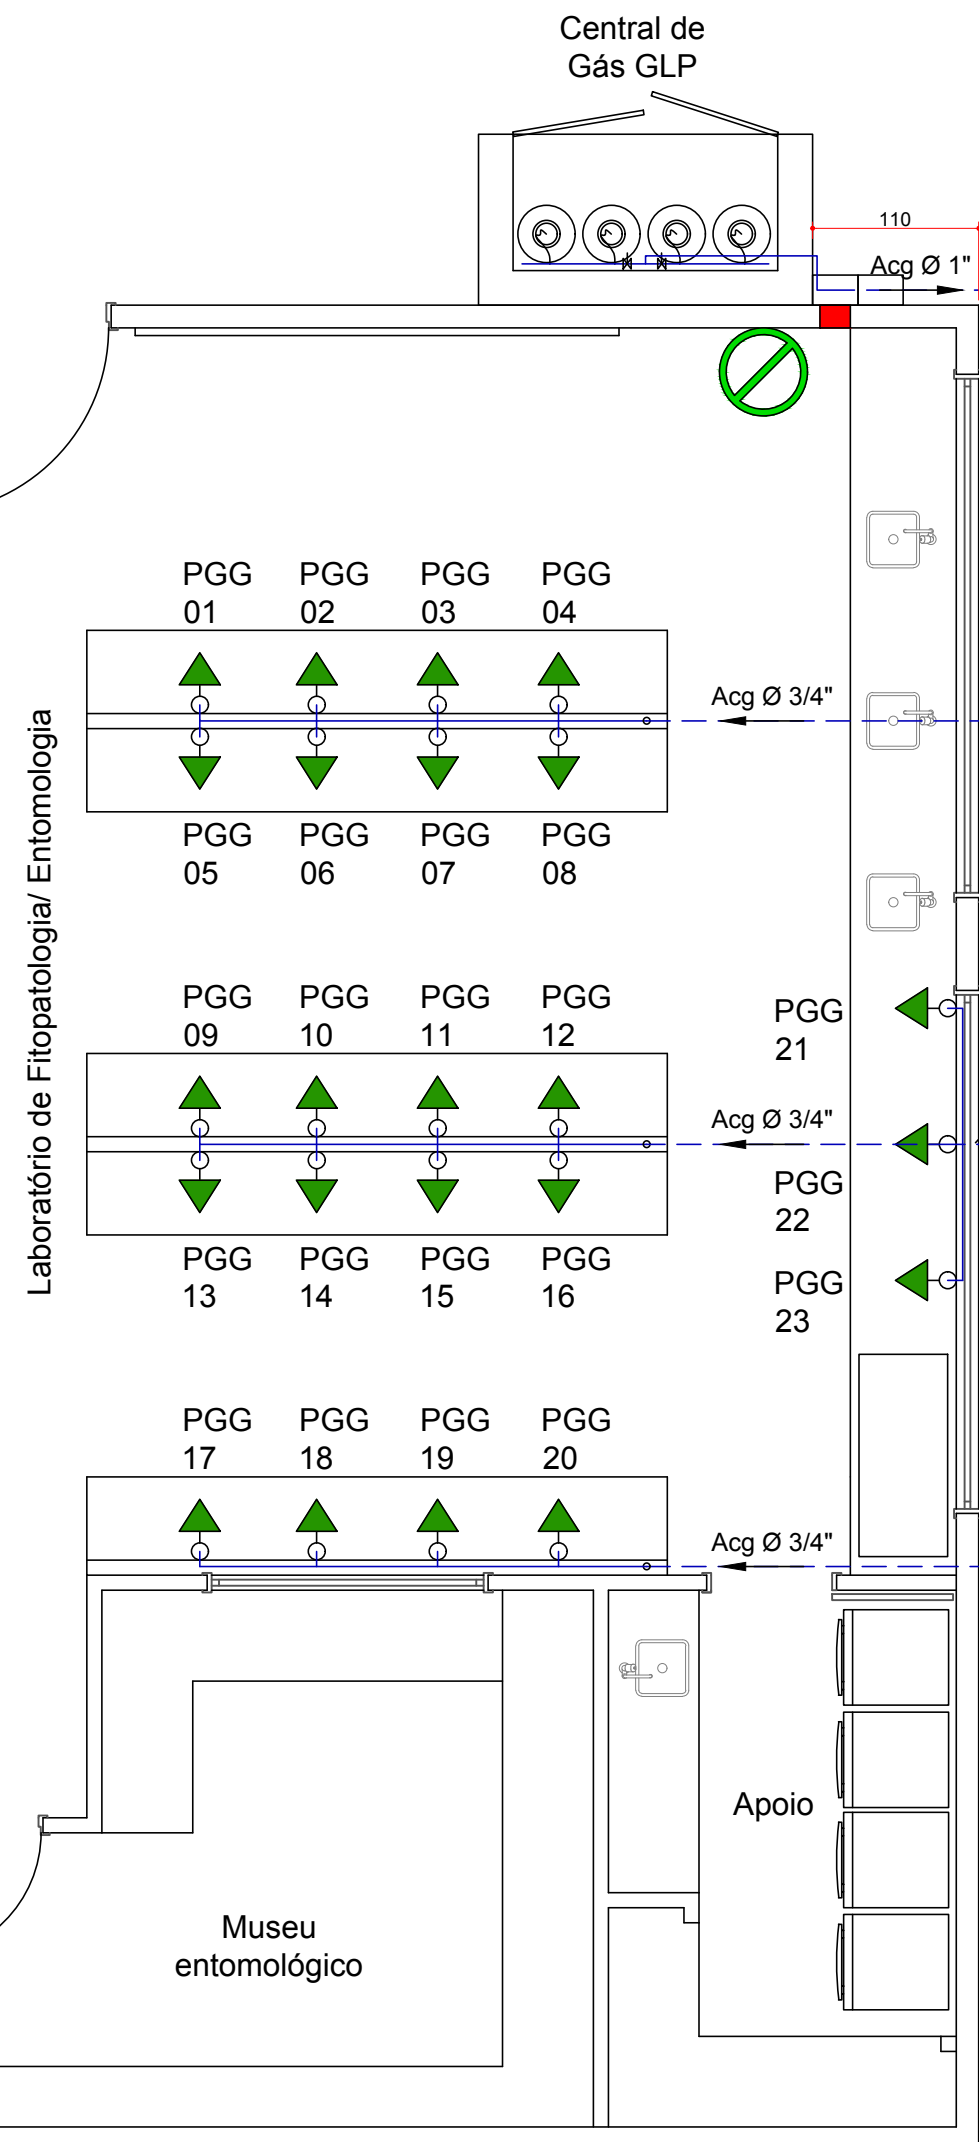 Central de
Gás GLP
110
Acg Ø 1"
PGG
01
PGG
02
PGG
03
PGG
04
Acg Ø 3/4"
PGG
05
PGG
06
PGG
07
PGG
08
Laboratório de Fitopatologia/ Entomologia
PGG
09
PGG
10
PGG
11
PGG
12
PGG
21
Acg Ø 3/4"
PGG
22
PGG
13
PGG
14
PGG
15
PGG
16
PGG
23
PGG
17
PGG
18
PGG
19
PGG
20
Acg Ø 3/4"
Apoio
Museu
entomológico